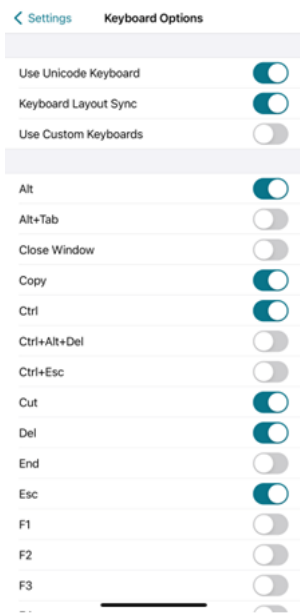 Settings Keyboard Options
Use Unicode Keyboard
Keyboard Layout Sync
Use Custom Keyboards
Alt
Alt+Tab
Close Window
Copy
Ctrl
Ctrl+Alt+Del
Ctrl+Esc
Cut
Del
End
Esc
F1
F2
F3